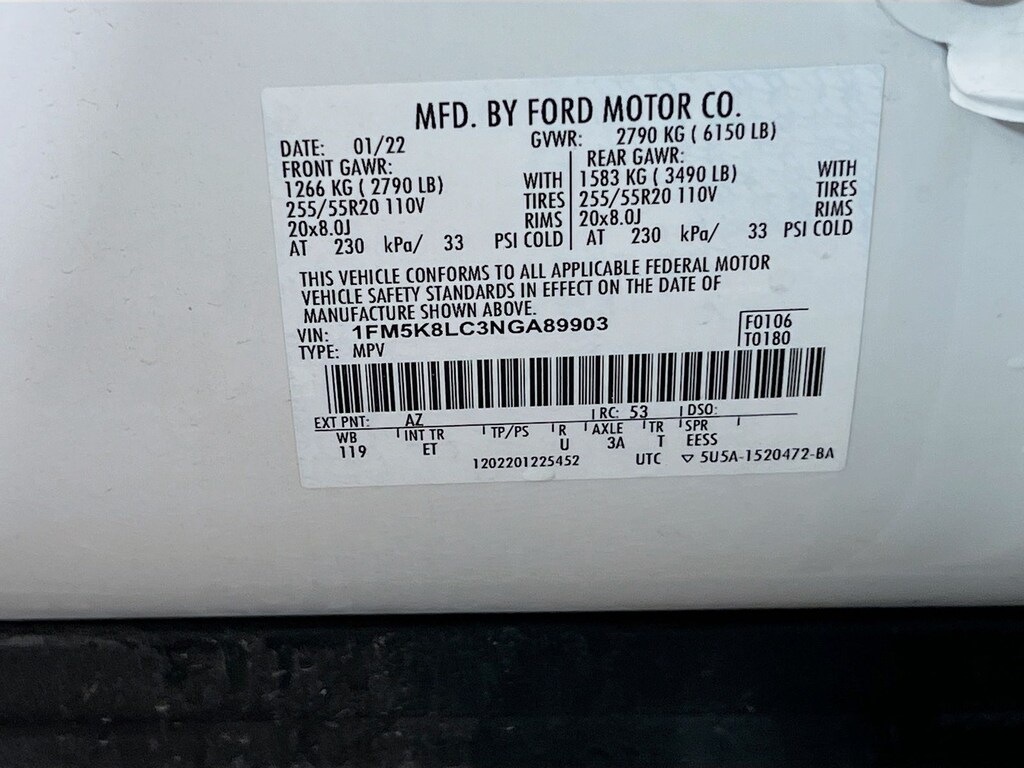 MFD. BY FORD MOTOR CO.
DATE: 01/22 GVWR: 2790 KG ( 6150 LB)
FRONT GAWR: REAR GAWR:
1266 KG ( 2790 LB) WITH 1583 KG ( 3490 LB) WITH
255/55R20 110V TIRES 255/55R20 110V TIRES
20x8.0J RIMS 20x8.0J RIMS
AT 230 kPa/ 33 PSI COLD AT 230 kPa/ 33 PSI COLD
THIS VEHICLE CONFORMS TO ALL APPLICABLE FEDERAL MOTOR
VEHICLE SAFETY STANDARDS IN EFFECT ON THE DATE OF
MANUFACTURE SHOWN ABOVE.
VIN: 1FM5K8LC3NGA89903 F0106
TYPE: MPV T0180
EXT PNT: AZ RC: 53 DSO:
WB INT TR TP/PS R AXLE TR SPR
119 ET U 3A T EESS
1202201225452 UTC ▽ 5U5A-1520472-BA